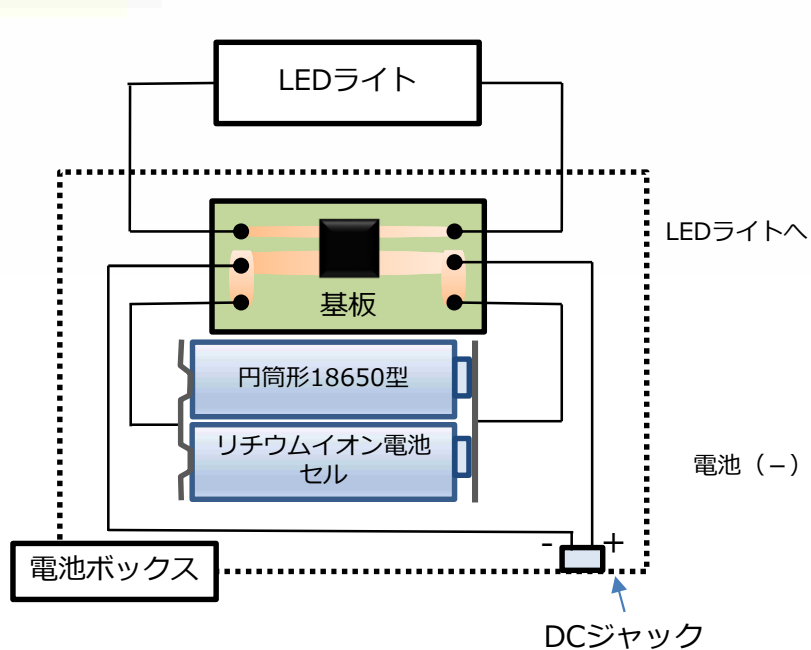 LEDライト
LEDライトへ
基板
円筒形18650型
リチウムイオン電池
セル
電池（－）
- +
電池ボックス
DCジャック